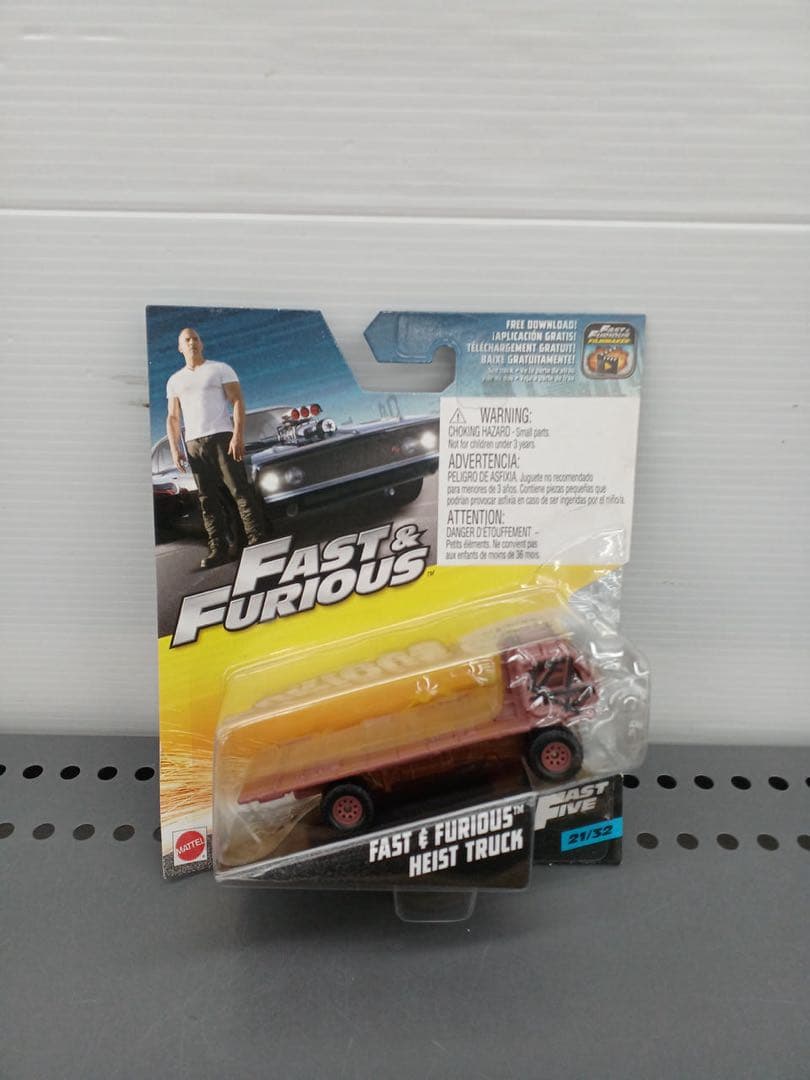 FREE DOWNLOAD!
¡APLICACIÓN GRATIS!
TÉLÉCHARGEMENT GRATUIT!
BAIXE GRATUITAMENTE!
FAST &
FURIOUS
FILMMAKER
WARNING:
CHOKING HAZARD - Small parts.
Not for children under 3 years.
ADVERTENCIA:
PELIGRO DE ASFIXIA. Juguete no recomendado
para menores de 3 años. Contiene piezas pequeñas que
podrían provocar asfixia en caso de ser ingeridas por el niño/a.
ATTENTION:
DANGER D'ÉTOUFFEMENT –
Petits éléments. Ne convient pas
aux enfants de moins de 36 mois.
FAST &
FURIOUS™
MATTEL
FAST & FURIOUS™
HEIST TRUCK
FAST
FIVE
21/32